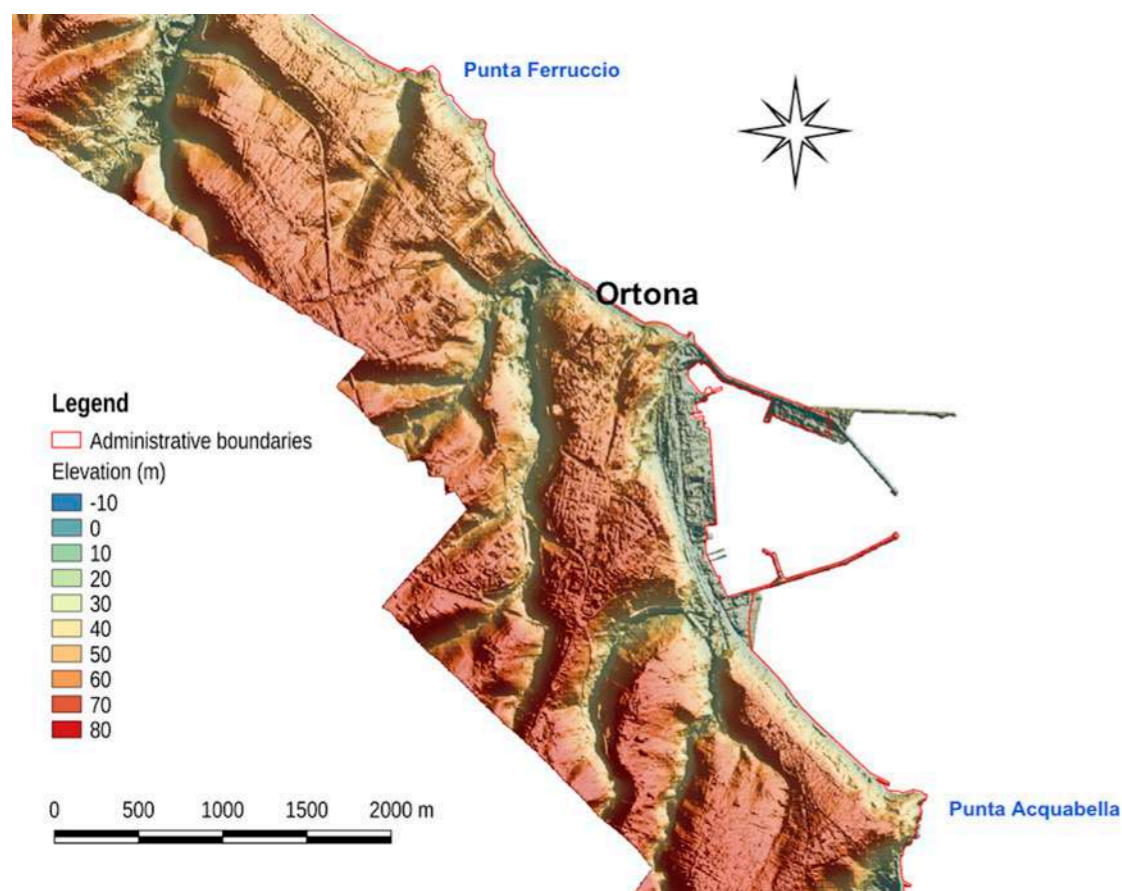 Punta Ferruccio
Ortona
Legend
Administrative boundaries
Elevation (m)
-10
0
10
20
30
40
50
60
70
80
0 500 1000 1500 2000 m
Punta Acquabella